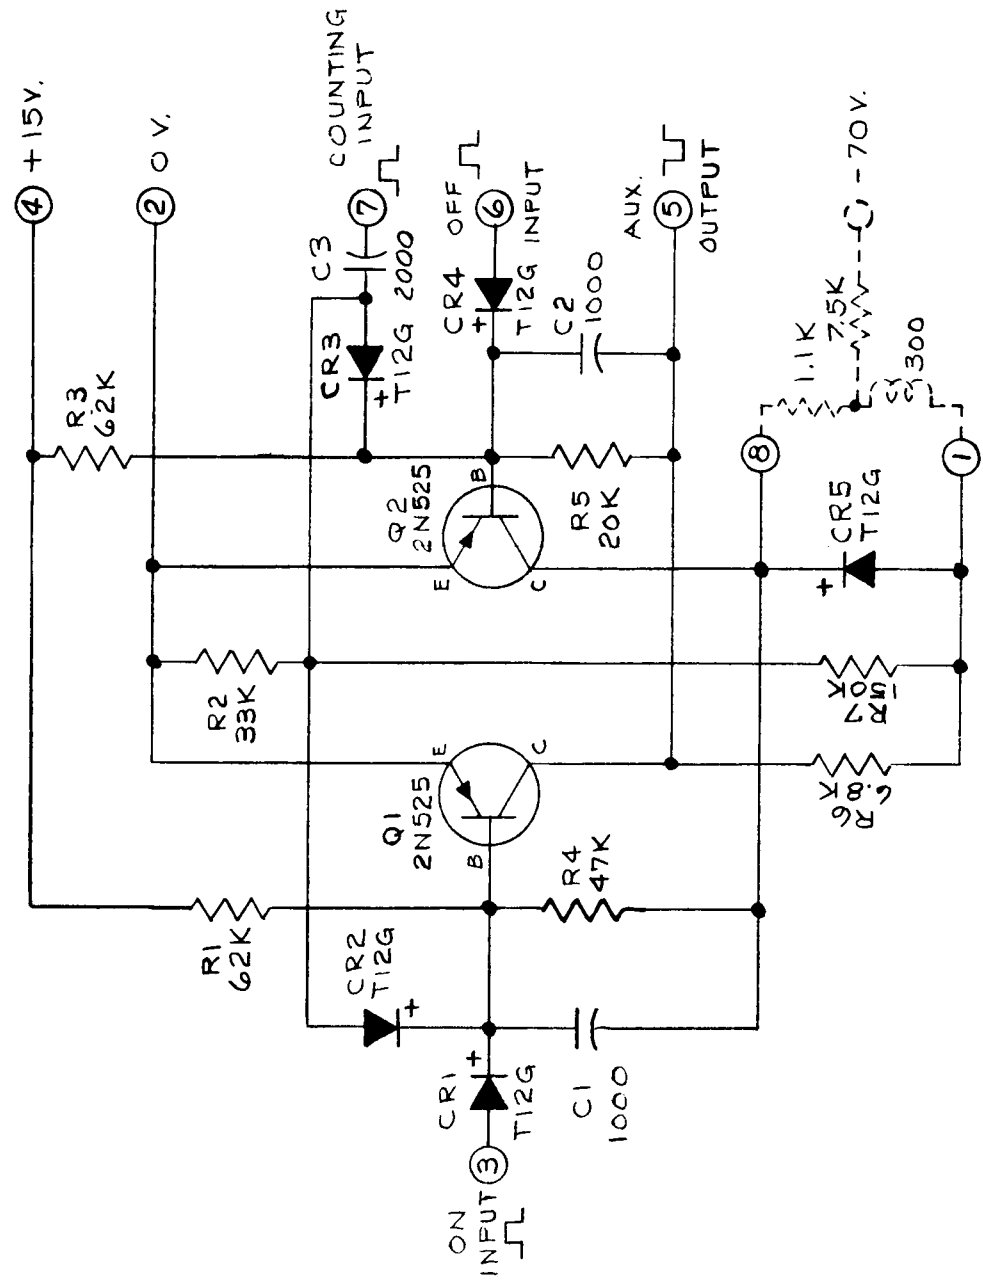 4 +15V.
2 0 V.
COUNTING
INPUT
7
C3
2000
CR3
T12G
+
R3
62K
OFF
INPUT
6
CR4
T12G
+
C2
1000
AUX.
OUTPUT
5
Q2
2N525
B
E
C
R5
20K
1.1K
7.5K
-70V.
300
8
1
CR5
T12G
+
R2
33K
150K
R7
Q1
2N525
E
C
B
6.8K
R6
R1
62K
R4
47K
CR2
T12G
+
CR1
T12G
+
C1
1000
3
ON
INPUT